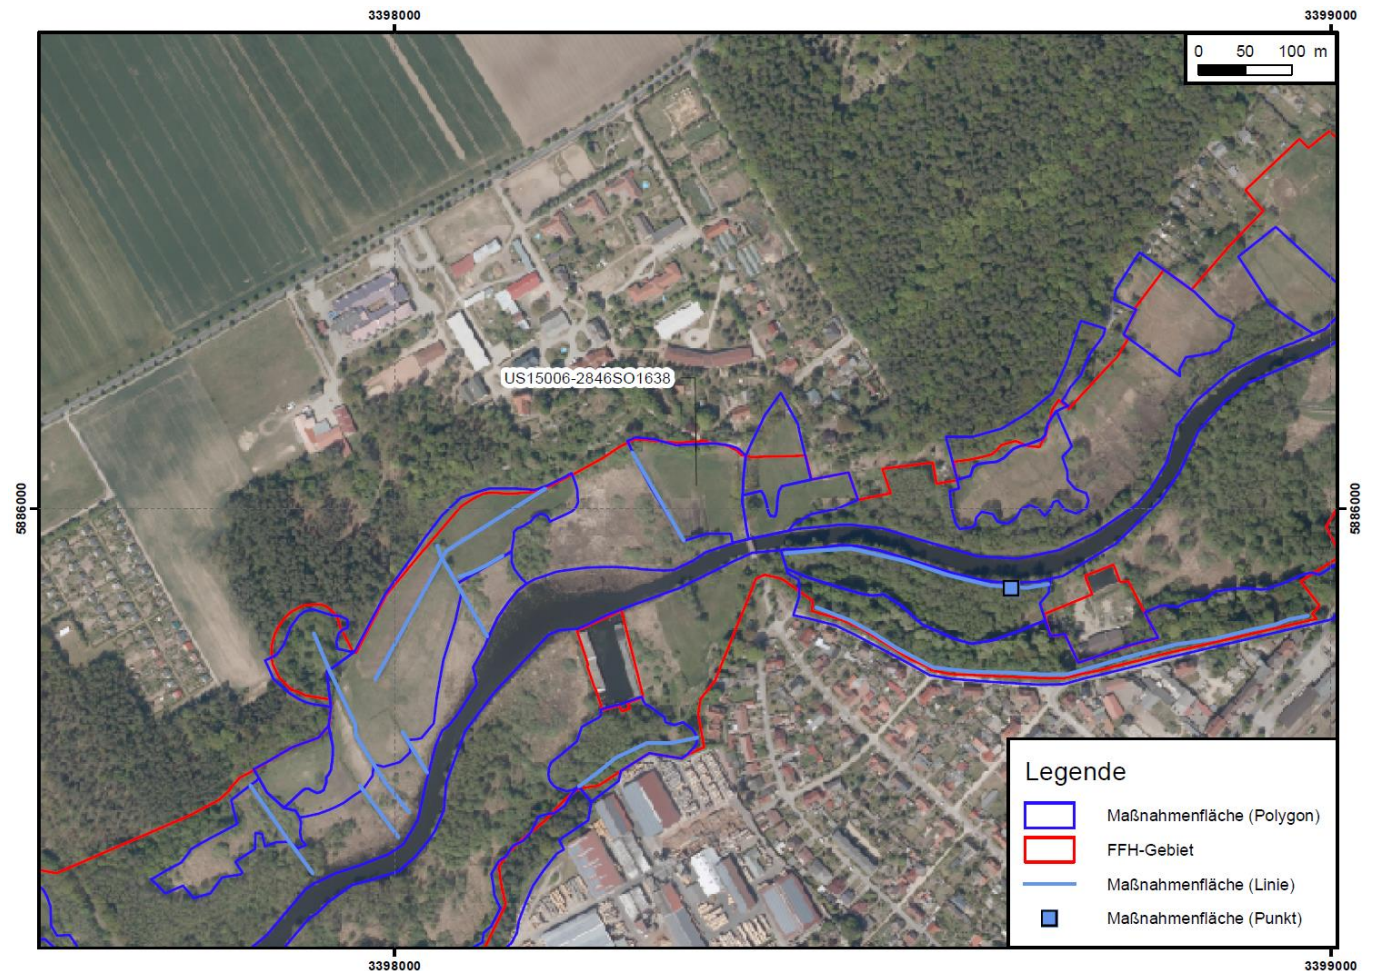 3398000
3399000
0 50 100 m
US15006-2846SO1638
5886000
5886000
Legende
Maßnahmenfläche (Polygon)
FFH-Gebiet
Maßnahmenfläche (Linie)
Maßnahmenfläche (Punkt)
3398000
3399000